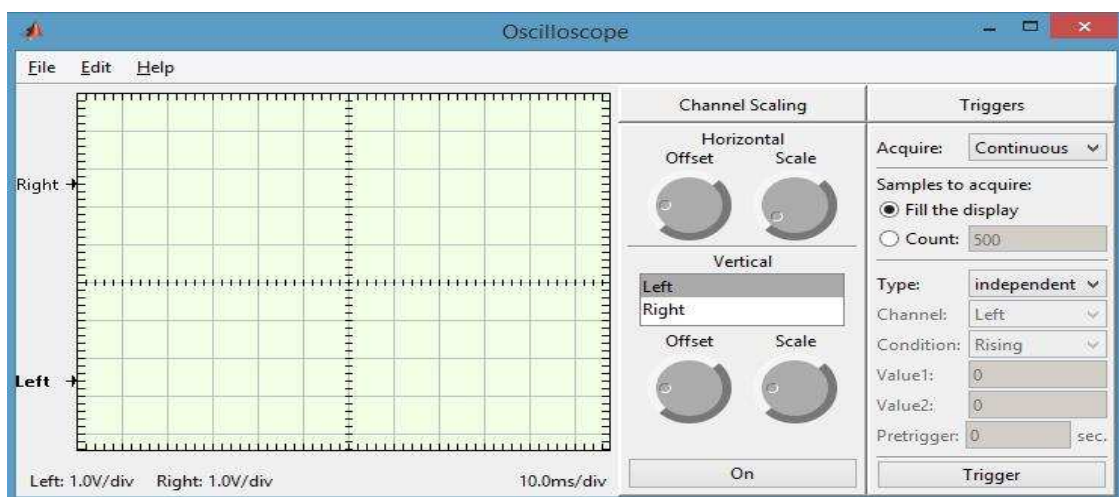 Oscilloscope
File Edit Help
Right
Left
Left: 1.0V/div Right: 1.0V/div 10.0ms/div
Channel Scaling
Horizontal
Offset Scale
Vertical
Left
Right
Offset Scale
On
Triggers
Acquire: Continuous
Samples to acquire:
Fill the display
Count: 500
Type: independent
Channel: Left
Condition: Rising
Value1: 0
Value2: 0
Pretrigger: 0 sec.
Trigger